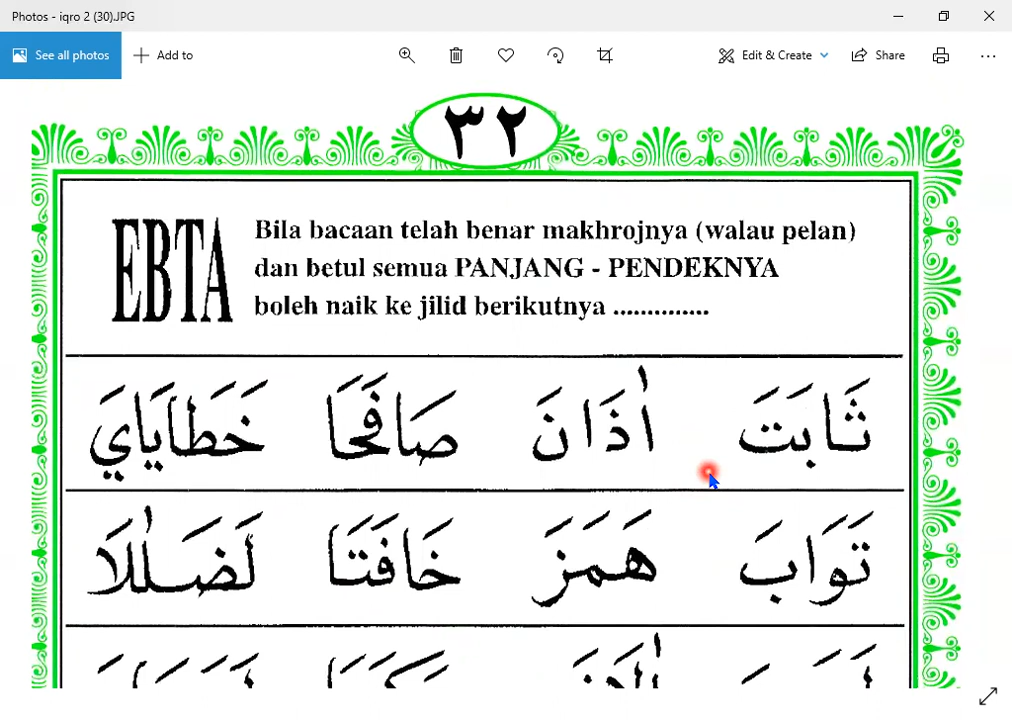 Photos - iqro 2 (30).JPG
See all photos
Add to
Edit & Create
Share
٣٢
EBTA
Bila bacaan telah benar makhrojnya (walau pelan)
dan betul semua PANJANG - PENDEKNYA
boleh naik ke jilid berikutnya ..............
ثَابَتَ اٰذَانَ صَافَحَا خَطَايَايَ
تَوَابَ هَمَزَ خَافَتَا لَضَلٰلَا